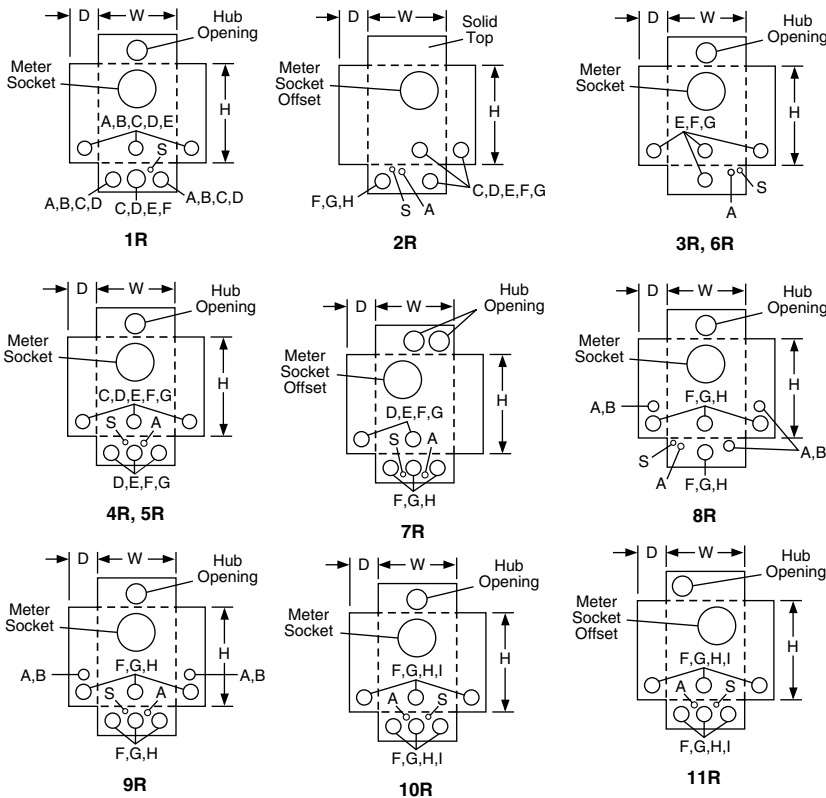 D W Hub
Opening
Meter
Socket
H
A,B,C,D,E
S
A,B,C,D A,B,C,D
C,D,E,F
1R
D W Solid
Top
Meter
Socket
Offset
H
F,G,H C,D,E,F,G
S A
2R
D W Hub
Opening
Meter
Socket
H
E,F,G
S
A
3R, 6R
D W Hub
Opening
Meter
Socket
H
C,D,E,F,G
S A
D,E,F,G
4R, 5R
D W Hub
Opening
Meter
Socket
Offset
H
D,E,F,G
S A
F,G,H
7R
D W Hub
Opening
Meter
Socket
H
F,G,H
A,B
A,B
S
A F,G,H
8R
D W Hub
Opening
Meter
Socket
H
F,G,H
A,B A,B
S A
F,G,H
9R
D W Hub
Opening
Meter
Socket
H
F,G,H,I
A S
F,G,H,I
10R
D W Hub
Opening
Meter
Socket
Offset
H
F,G,H,I
A S
F,G,H,I
11R